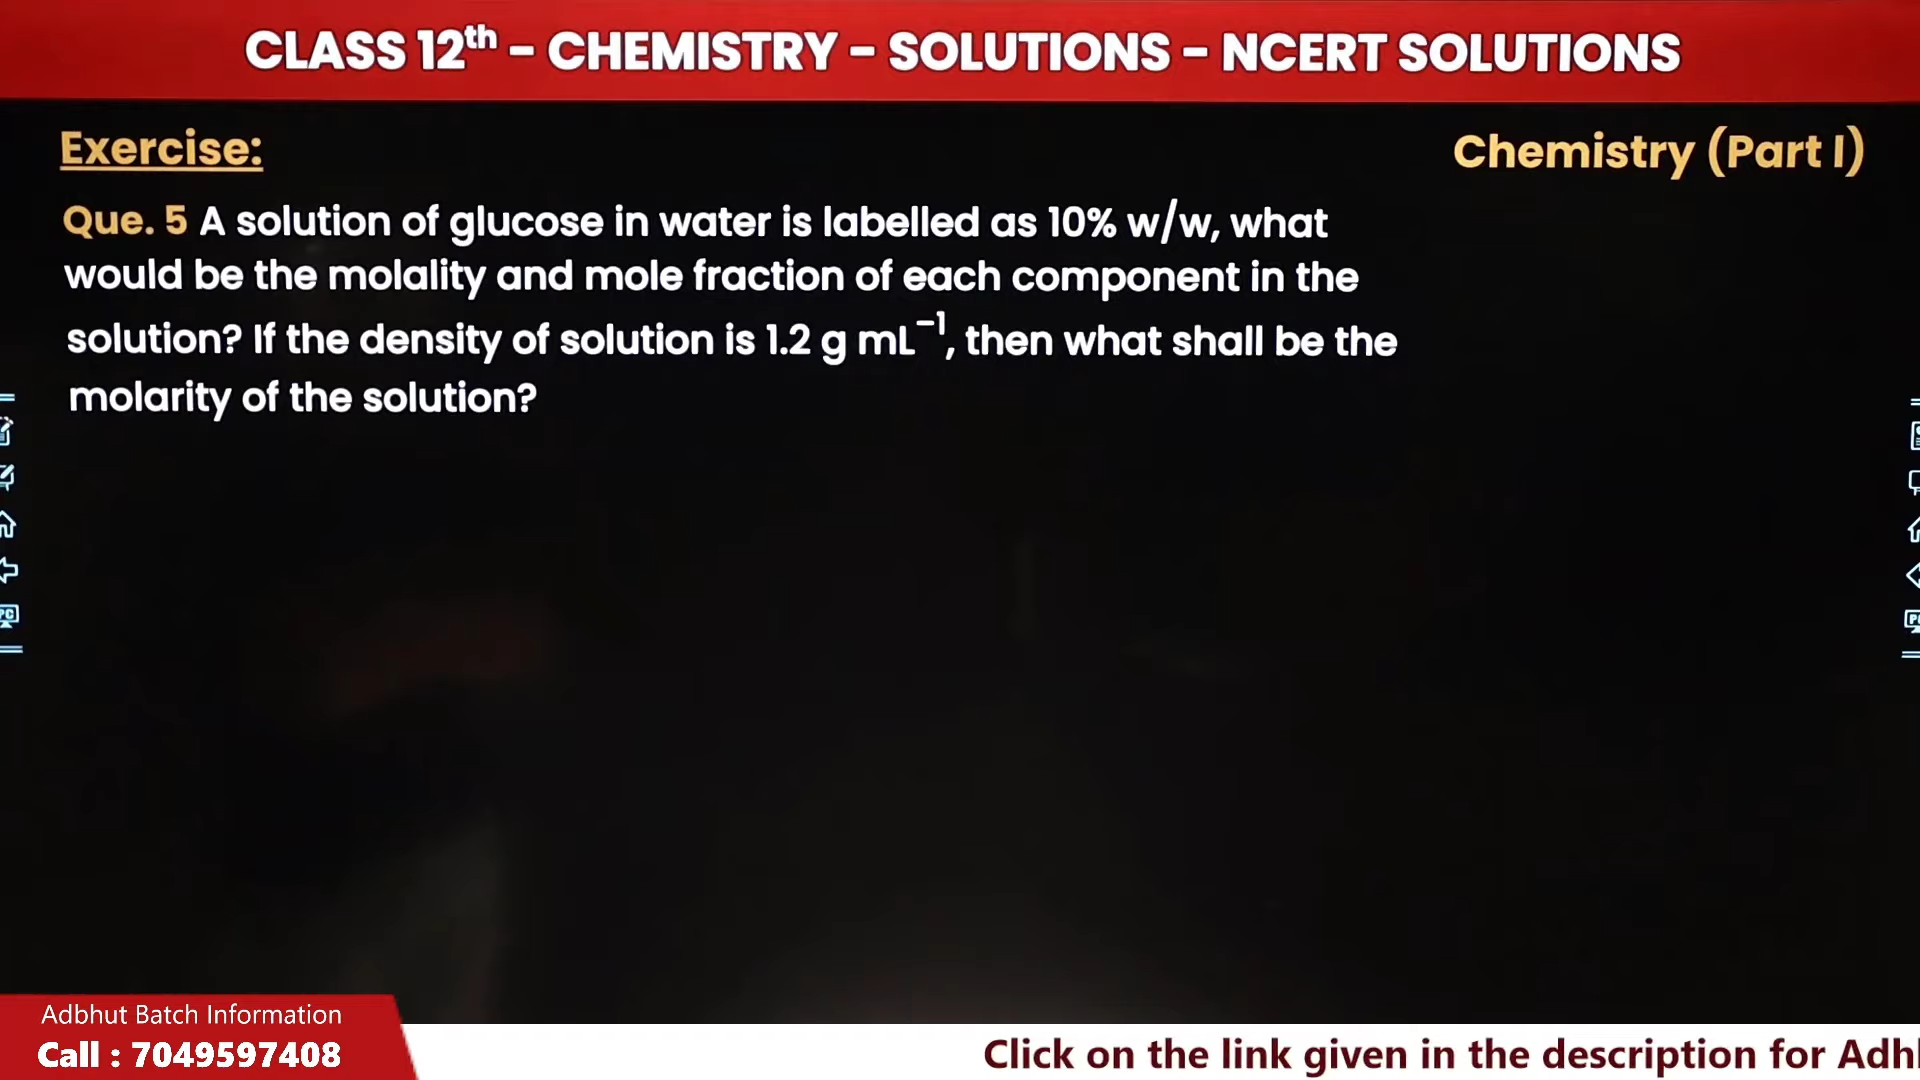 CLASS 12th – CHEMISTRY – SOLUTIONS – NCERT SOLUTIONS
Exercise:
Chemistry (Part I)
Que. 5 A solution of glucose in water is labelled as 10% w/w, what
would be the molality and mole fraction of each component in the
solution? If the density of solution is 1.2 g mL⁻¹, then what shall be the
molarity of the solution?
Adbhut Batch Information
Call : 7049597408
Click on the link given in the description for